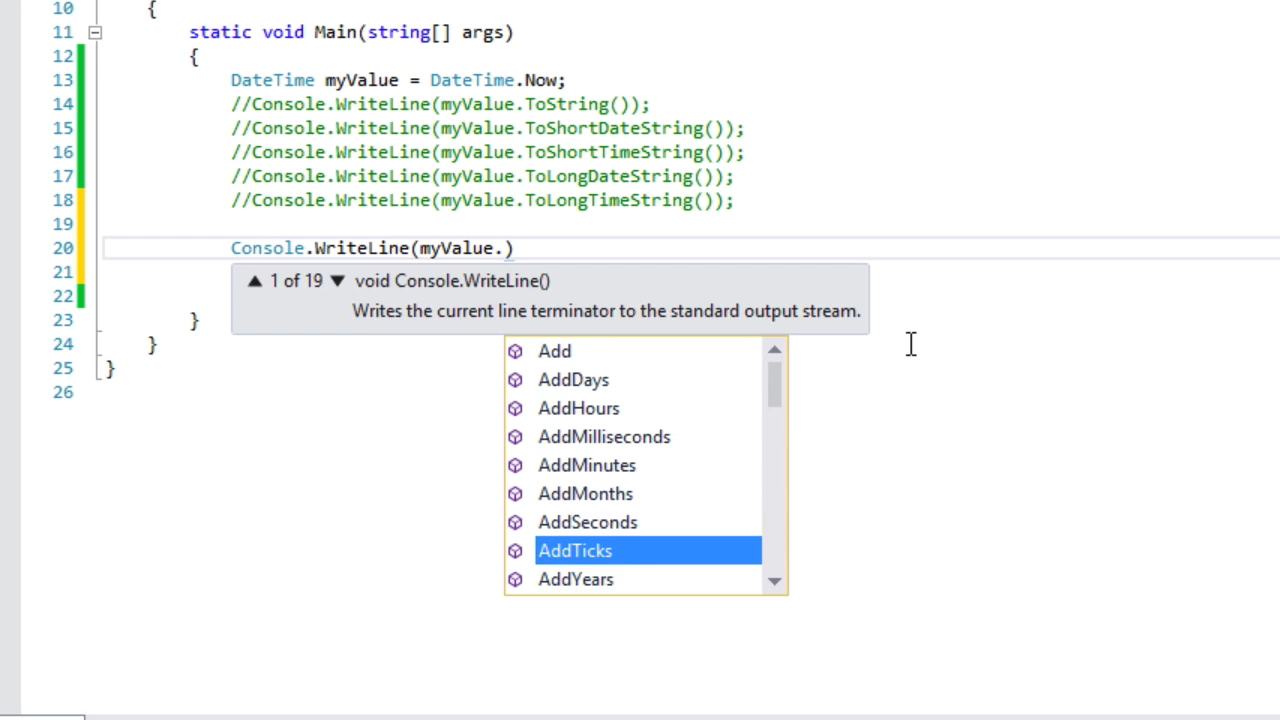 10 {
11 static void Main(string[] args)
12 {
13 DateTime myValue = DateTime.Now;
14 //Console.WriteLine(myValue.ToString());
15 //Console.WriteLine(myValue.ToShortDateString());
16 //Console.WriteLine(myValue.ToShortTimeString());
17 //Console.WriteLine(myValue.ToLongDateString());
18 //Console.WriteLine(myValue.ToLongTimeString());
19
20 Console.WriteLine(myValue.)
21 ▲ 1 of 19 ▼ void Console.WriteLine()
22 Writes the current line terminator to the standard output stream.
23 }
24 }
25 }
26
Add
AddDays
AddHours
AddMilliseconds
AddMinutes
AddMonths
AddSeconds
AddTicks
AddYears